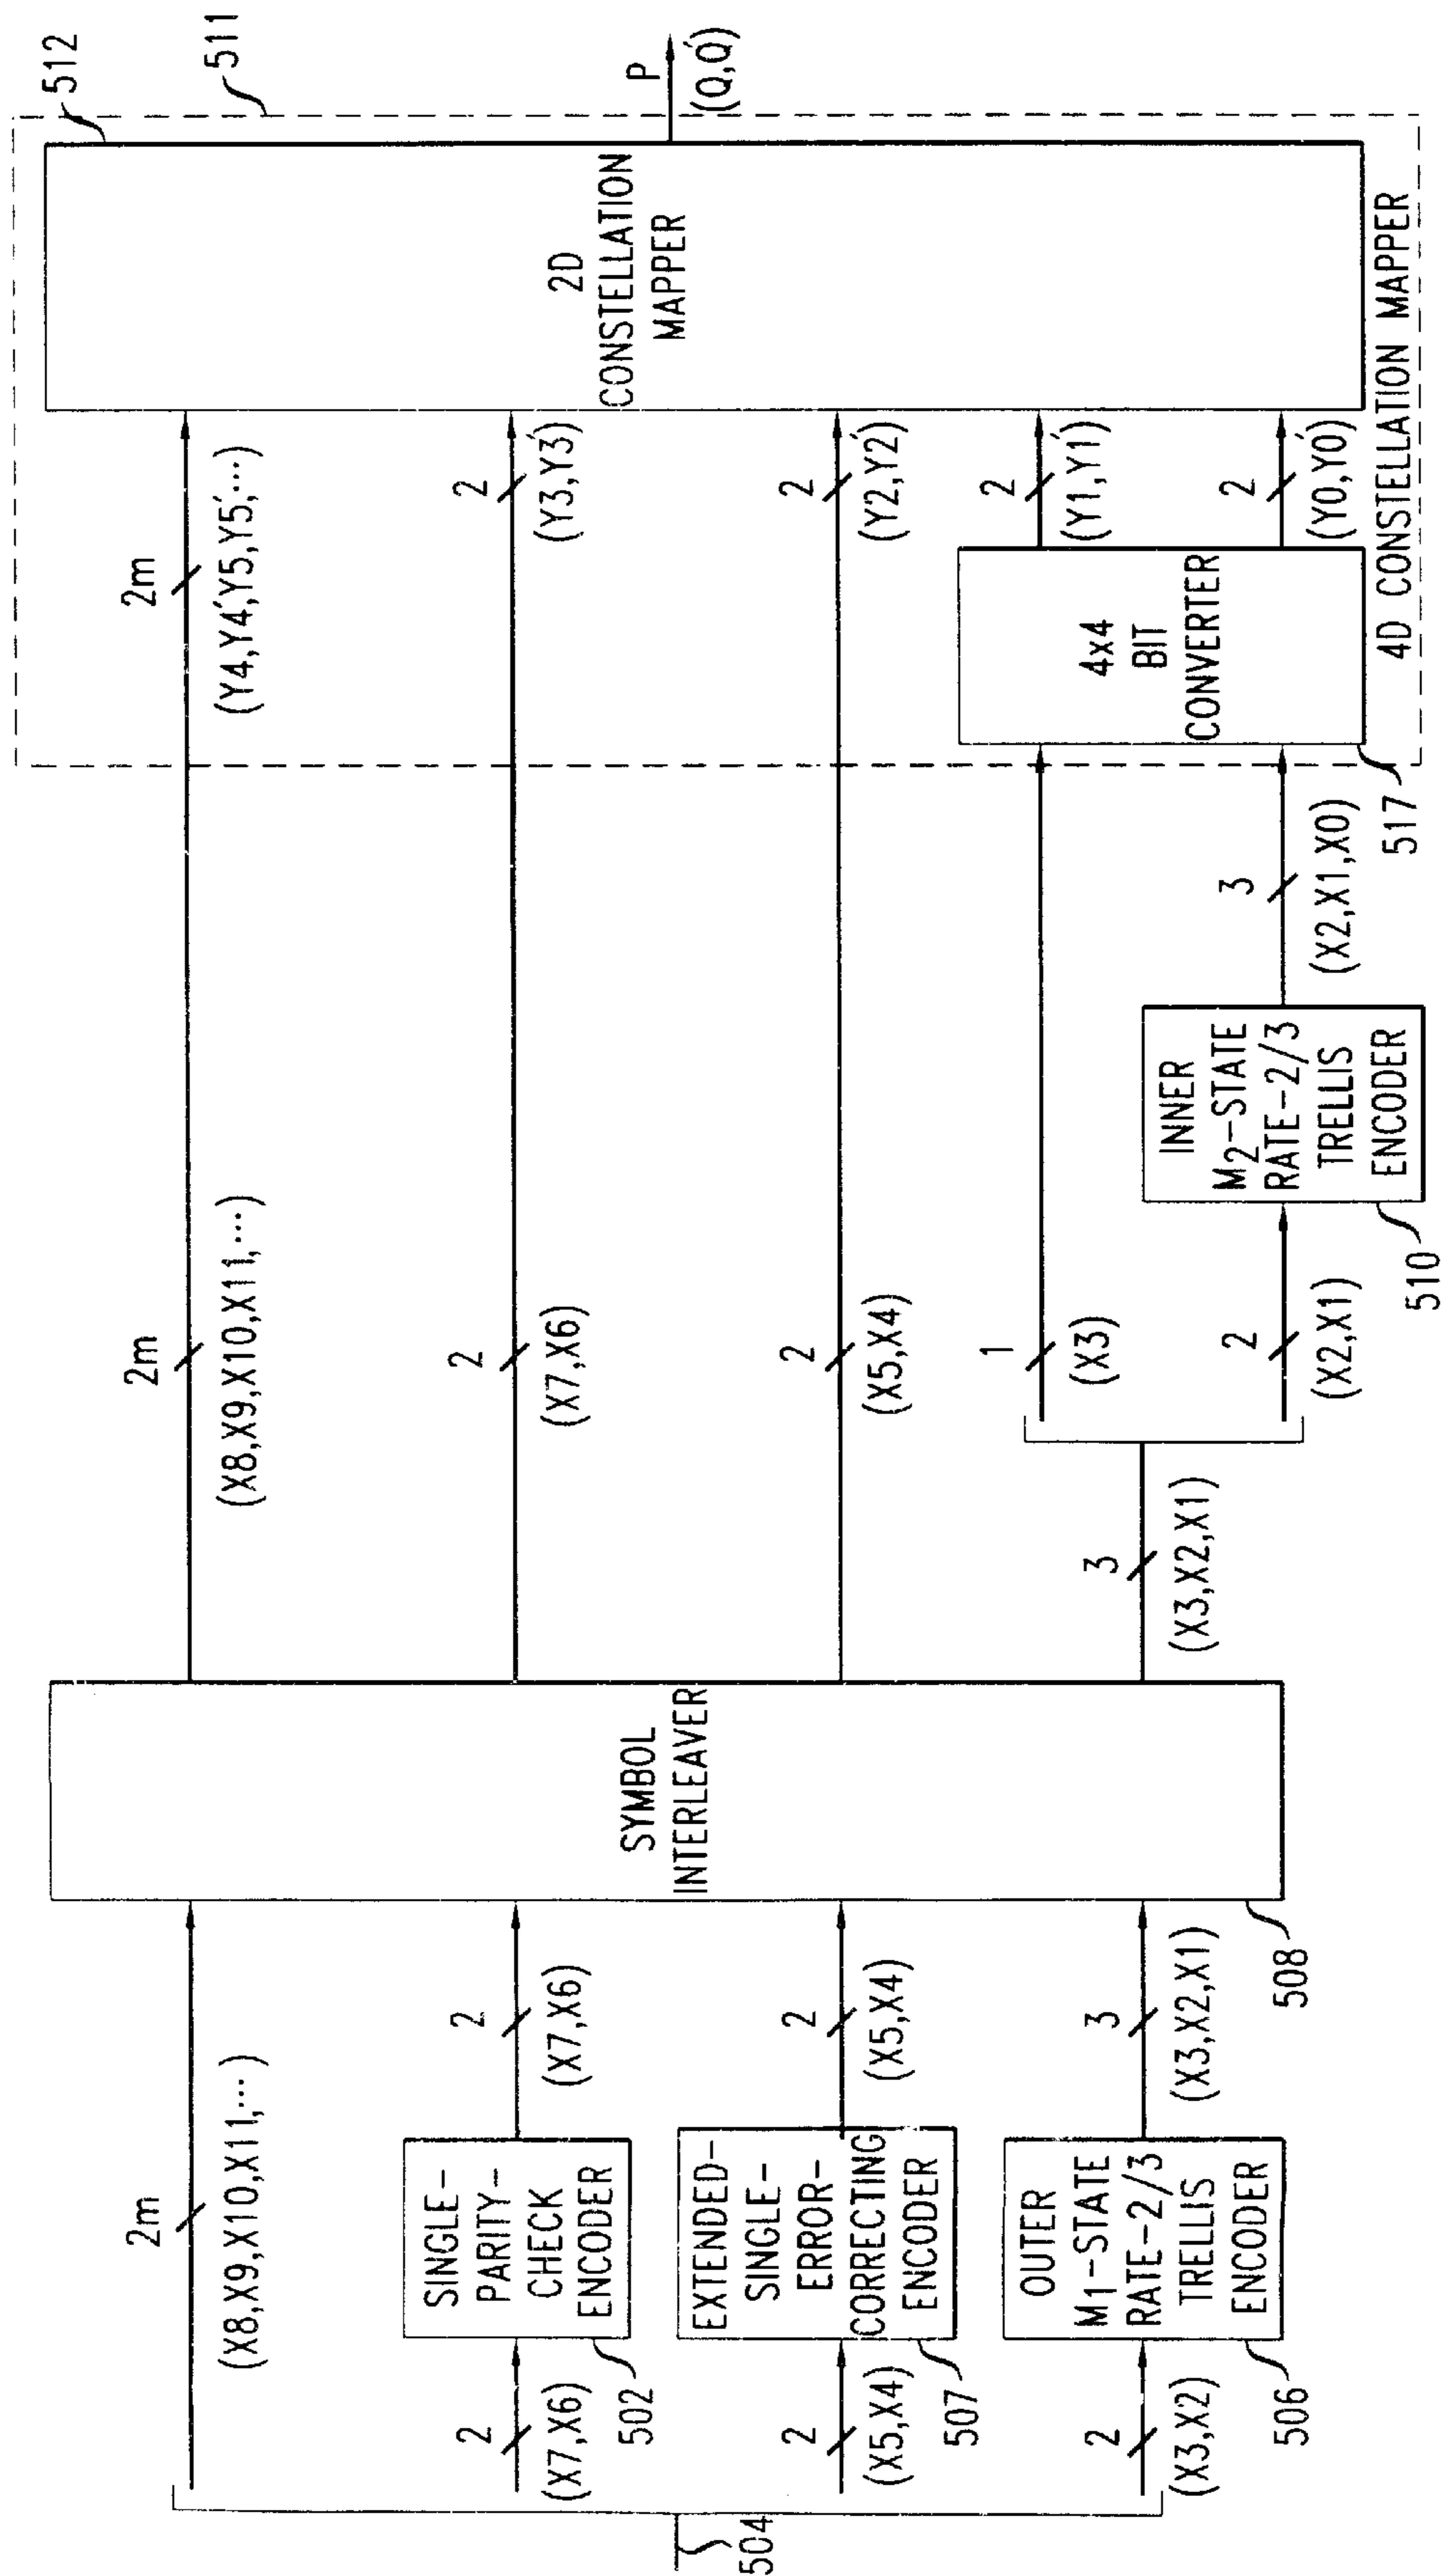 504
2m
(X8,X9,X10,X11,...)
2
(X7,X6)
SINGLE-
PARITY-
CHECK
ENCODER
502
2
(X7,X6)
2
(X5,X4)
EXTENDED-
SINGLE-
ERROR-
CORRECTING
ENCODER
507
2
(X5,X4)
2
(X3,X2)
OUTER
M1-STATE
RATE-2/3
TRELLIS
ENCODER
506
3
(X3,X2,X1)
SYMBOL
INTERLEAVER
508
2m
(X8,X9,X10,X11,...)
2
(X7,X6)
2
(X5,X4)
3
(X3,X2,X1)
1
(X3)
2
(X2,X1)
INNER
M2-STATE
RATE-2/3
TRELLIS
ENCODER
510
3
(X2,X1,X0)
2m
(Y4,Y4',Y5,Y5',...)
2
(Y3,Y3')
2
(Y2,Y2')
4x4
BIT
CONVERTER
517
2
(Y1,Y1')
2
(Y0,Y0')
2D
CONSTELLATION
MAPPER
512
511
4D CONSTELLATION MAPPER
P
(Q,Q')